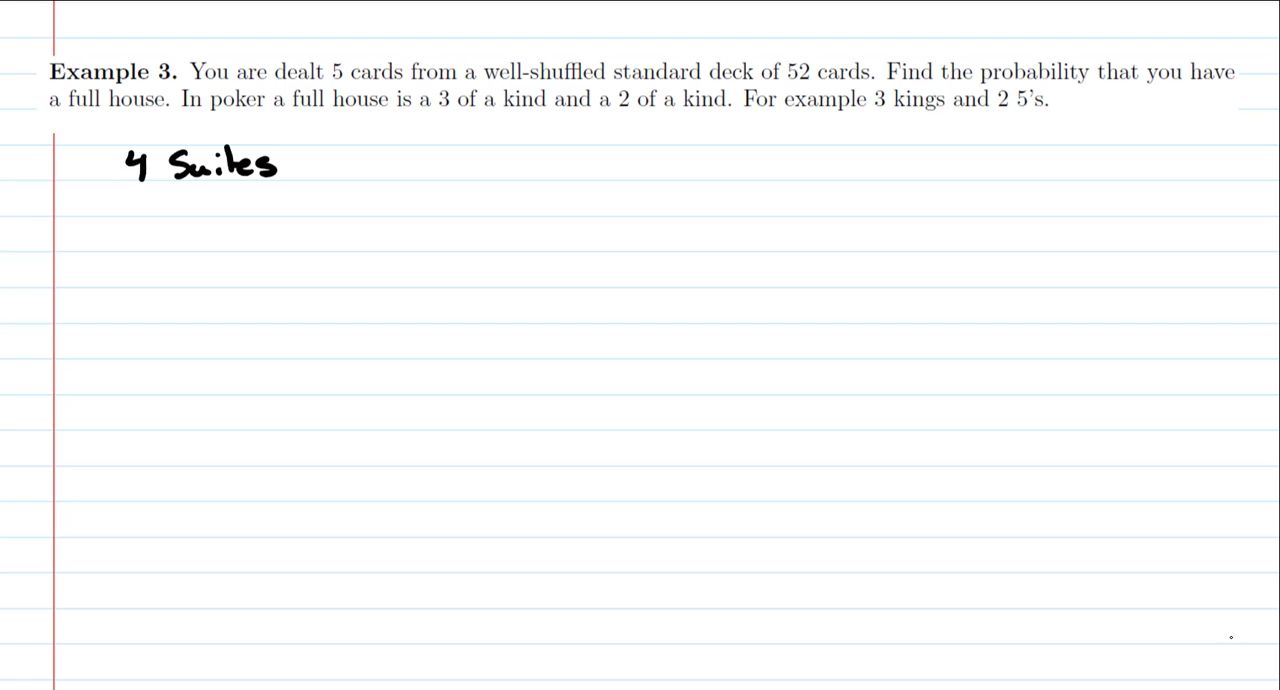 Example 3. You are dealt 5 cards from a well-shuffled standard deck of 52 cards. Find the probability that you have
a full house. In poker a full house is a 3 of a kind and a 2 of a kind. For example 3 kings and 2 5’s.
4 Suites